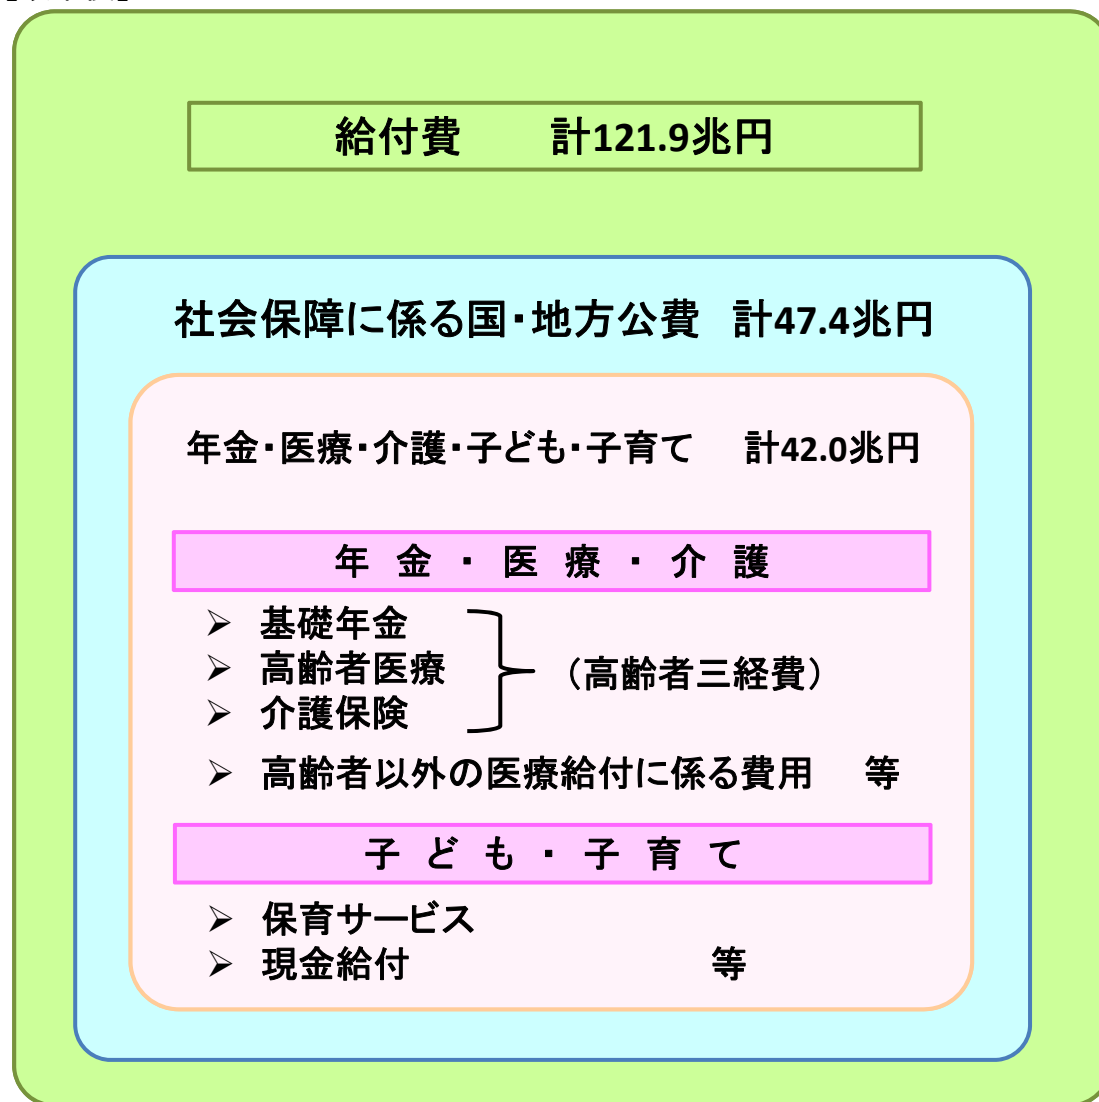 給付費　　計121.9兆円
社会保障に係る国・地方公費　計47.4兆円
年金・医療・介護・子ども・子育て　計42.0兆円
年金・医療・介護
➢ 基礎年金
➢ 高齢者医療
（高齢者三経費）
➢ 介護保険
➢ 高齢者以外の医療給付に係る費用　等
子ども・子育て
➢ 保育サービス
➢ 現金給付　　等